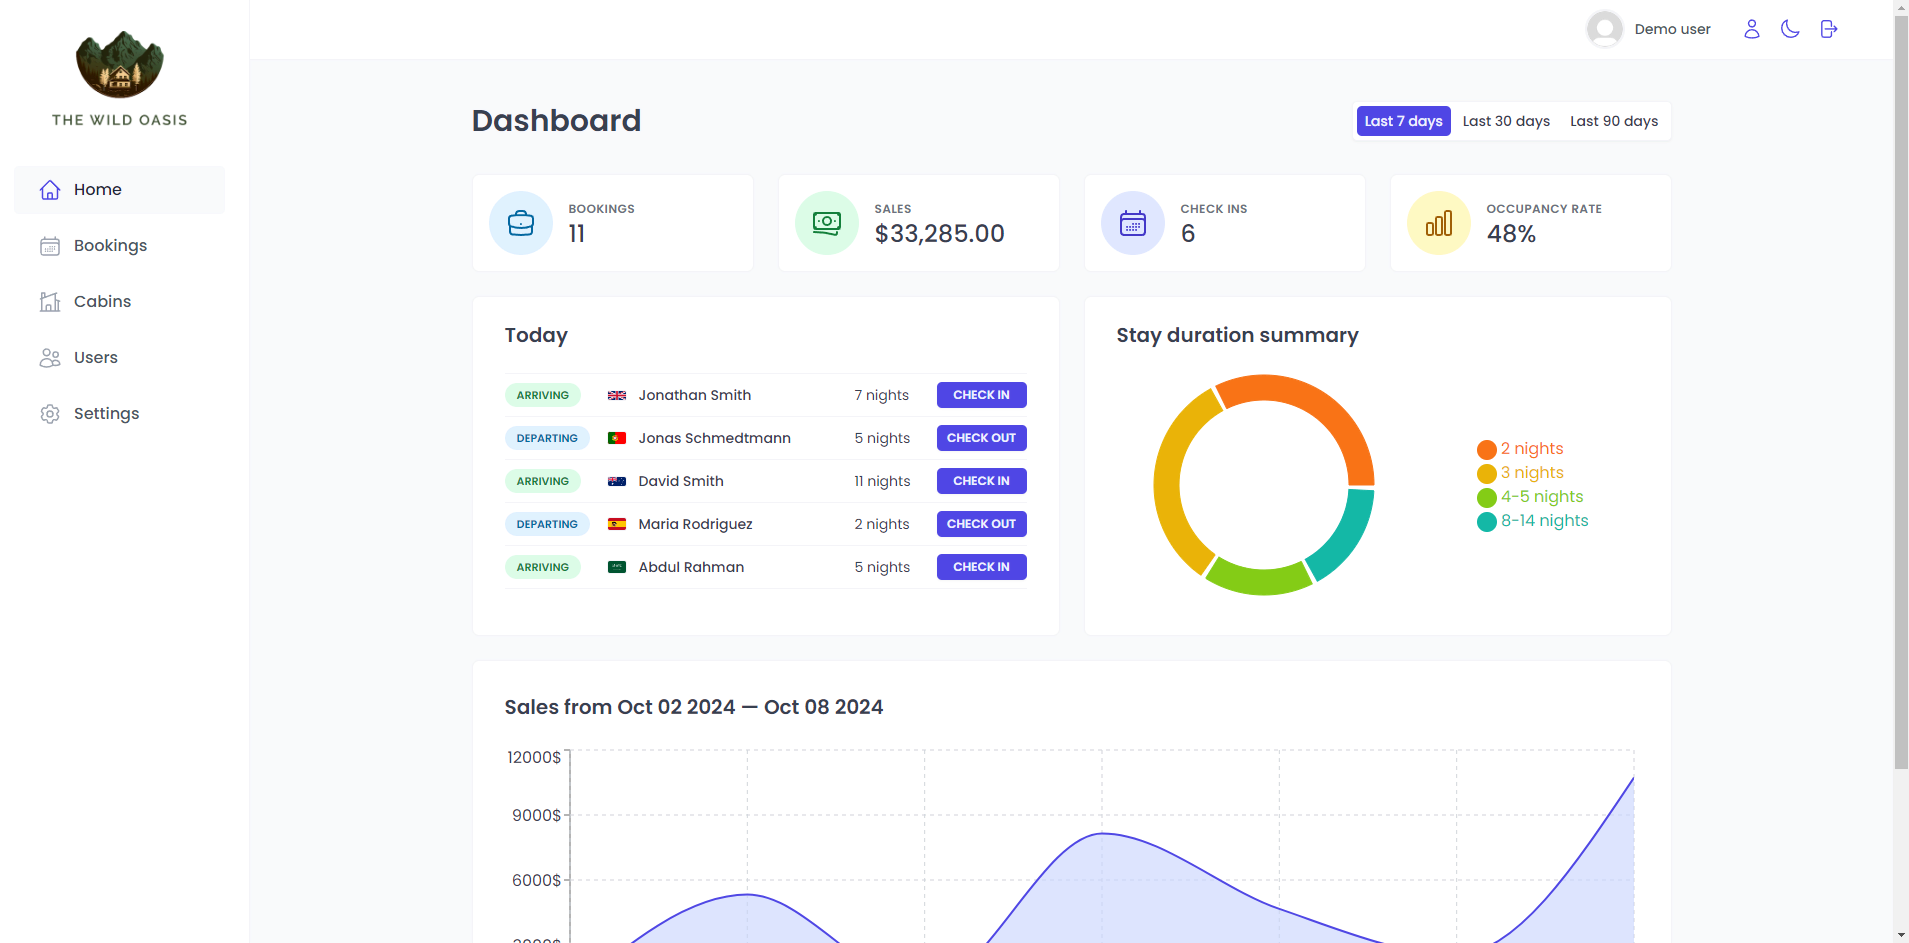 THE WILD OASIS
Home
Bookings
Cabins
Users
Settings
Demo user
Dashboard
Last 7 days Last 30 days Last 90 days
BOOKINGS
11
SALES
$33,285.00
CHECK INS
6
OCCUPANCY RATE
48%
Today
ARRIVING Jonathan Smith 7 nights CHECK IN
DEPARTING Jonas Schmedtmann 5 nights CHECK OUT
ARRIVING David Smith 11 nights CHECK IN
DEPARTING Maria Rodriguez 2 nights CHECK OUT
ARRIVING Abdul Rahman 5 nights CHECK IN
Stay duration summary
2 nights
3 nights
4-5 nights
8-14 nights
Sales from Oct 02 2024 — Oct 08 2024
12000$
9000$
6000$